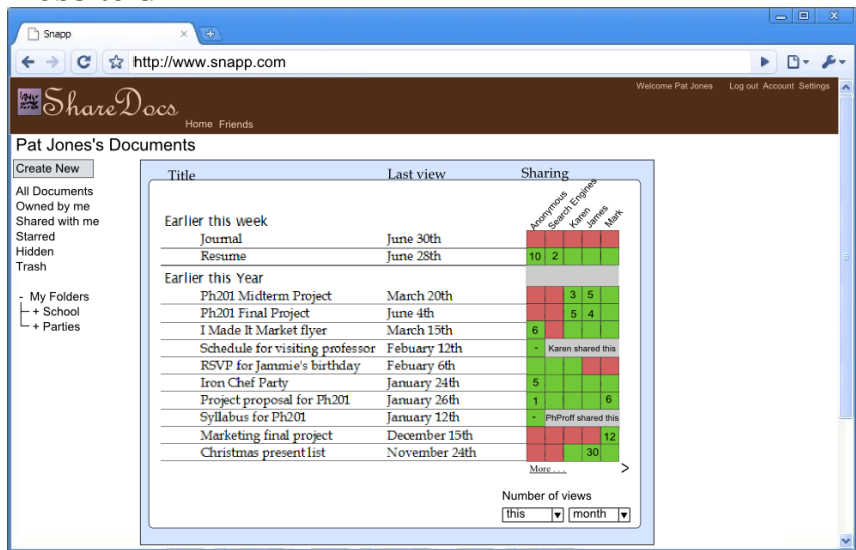 Snapp
http://www.snapp.com
Welcome Pat Jones Log out Account Settings
ShareDocs
Home Friends
Pat Jones's Documents
Create New
All Documents
Owned by me
Shared with me
Starred
Hidden
Trash
- My Folders
+ School
+ Parties
Title Last view Sharing
Anonymous Search Engines Karen James Mark
Earlier this week
Journal June 30th
Resume June 28th 10 2
Earlier this Year
Ph201 Midterm Project March 20th 3 5
Ph201 Final Project June 4th 5 4
I Made It Market flyer March 15th 6
Schedule for visiting professor Febuary 12th - Karen shared this
RSVP for Jammie's birthday Febuary 6th
Iron Chef Party January 24th 5
Project proposal for Ph201 January 26th 1 6
Syllabus for Ph201 January 12th - PhProff shared this
Marketing final project December 15th 12
Christmas present list November 24th 30
More . . . >
Number of views
this month